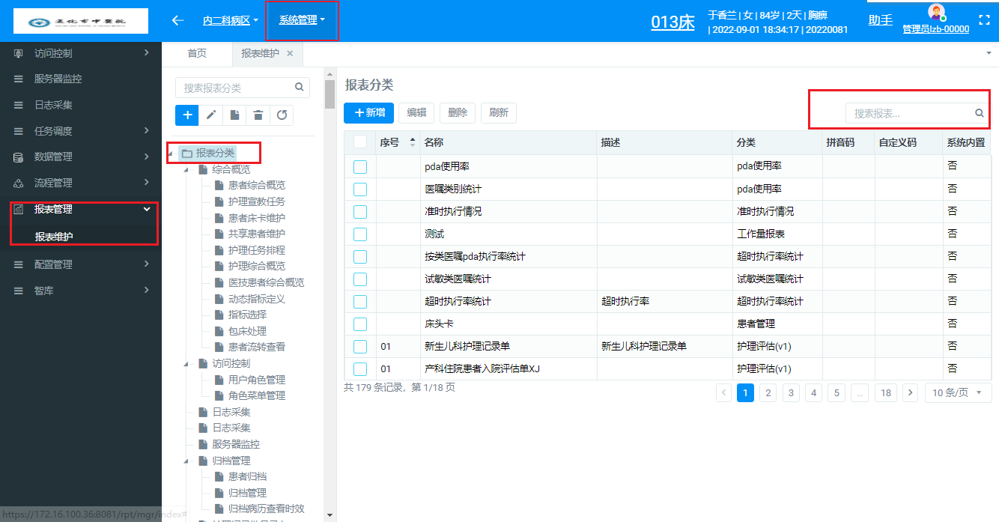 遵化市中医院
内二科病区
系统管理
013床
于香兰 | 女 | 84岁 | 2天 | 胸痹
| 2022-09-01 18:34:17 | 20220081
助手
管理员lzb-00000
访问控制
服务器监控
日志采集
任务调度
数据管理
流程管理
报表管理
报表维护
配置管理
智库
首页
报表维护
搜索报表分类
报表分类
综合概览
患者综合概览
护理宣教任务
患者床卡维护
共享患者维护
护理任务排程
护理综合概览
医技患者综合概览
动态指标定义
指标选择
包床处理
患者流转查看
访问控制
用户角色管理
角色菜单管理
日志采集
日志采集
服务器监控
归档管理
患者归档
归档管理
归档病历查看时效
报表分类
新增 编辑 删除 刷新
搜索报表...
序号 名称 描述 分类 拼音码 自定义码 系统内置
pda使用率 pda使用率 否
医嘱类别统计 pda使用率 否
准时执行情况 准时执行情况 否
测试 工作量报表 否
按类医嘱pda执行率统计 超时执行率统计 否
试敏类医嘱统计 试敏类医嘱统计 否
超时执行率统计 超时执行率 超时执行率统计 否
床头卡 患者管理 否
01 新生儿科护理记录单 新生儿科护理记录单 护理评估(v1) 否
01 产科住院患者入院评估单XJ 护理评估(v1) 否
共 179 条记录，第 1/18 页
1 2 3 4 5 ... 18
10 条/页
https://172.16.100.36:8081/rpt/mgr/index#